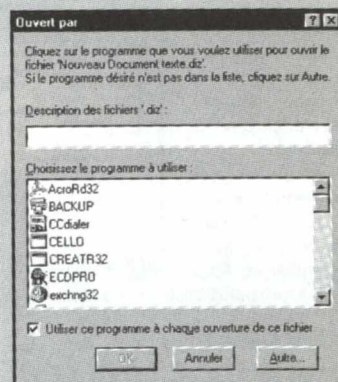 Ouvert par
Cliquez sur le programme que vous voulez utiliser pour ouvrir le
fichier 'Nouveau Document texte.diz'.
Si le programme désiré n'est pas dans la liste, cliquez sur Autre.
Description des fichiers '.diz' :
Choisissez le programme à utiliser :
AcroRd32
BACKUP
CCdialer
CELLO
CREATR32
ECDPRO
exchng32
Utiliser ce programme à chaque ouverture de ce fichier
OK
Annuler
Autre...